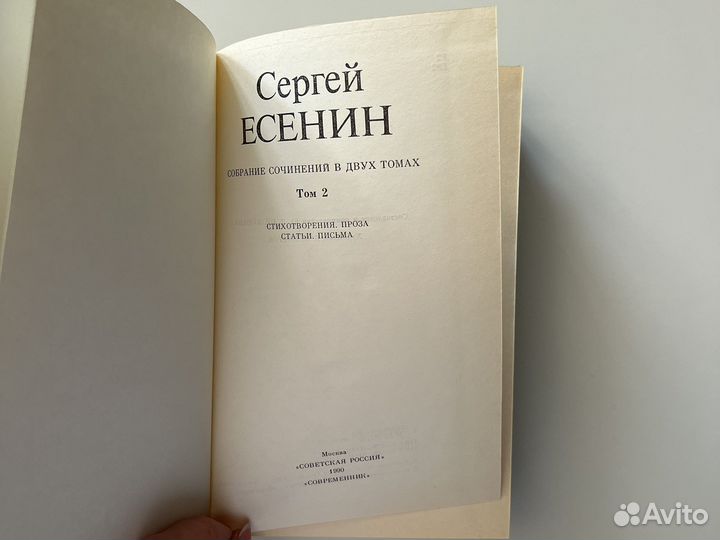 Сергей
ЕСЕНИН
СОБРАНИЕ СОЧИНЕНИЙ В ДВУХ ТОМАХ
Том 2
СТИХОТВОРЕНИЯ. ПРОЗА
СТАТЬИ. ПИСЬМА
Москва
«СОВЕТСКАЯ РОССИЯ»
1990
«СОВРЕМЕННИК»
Avito